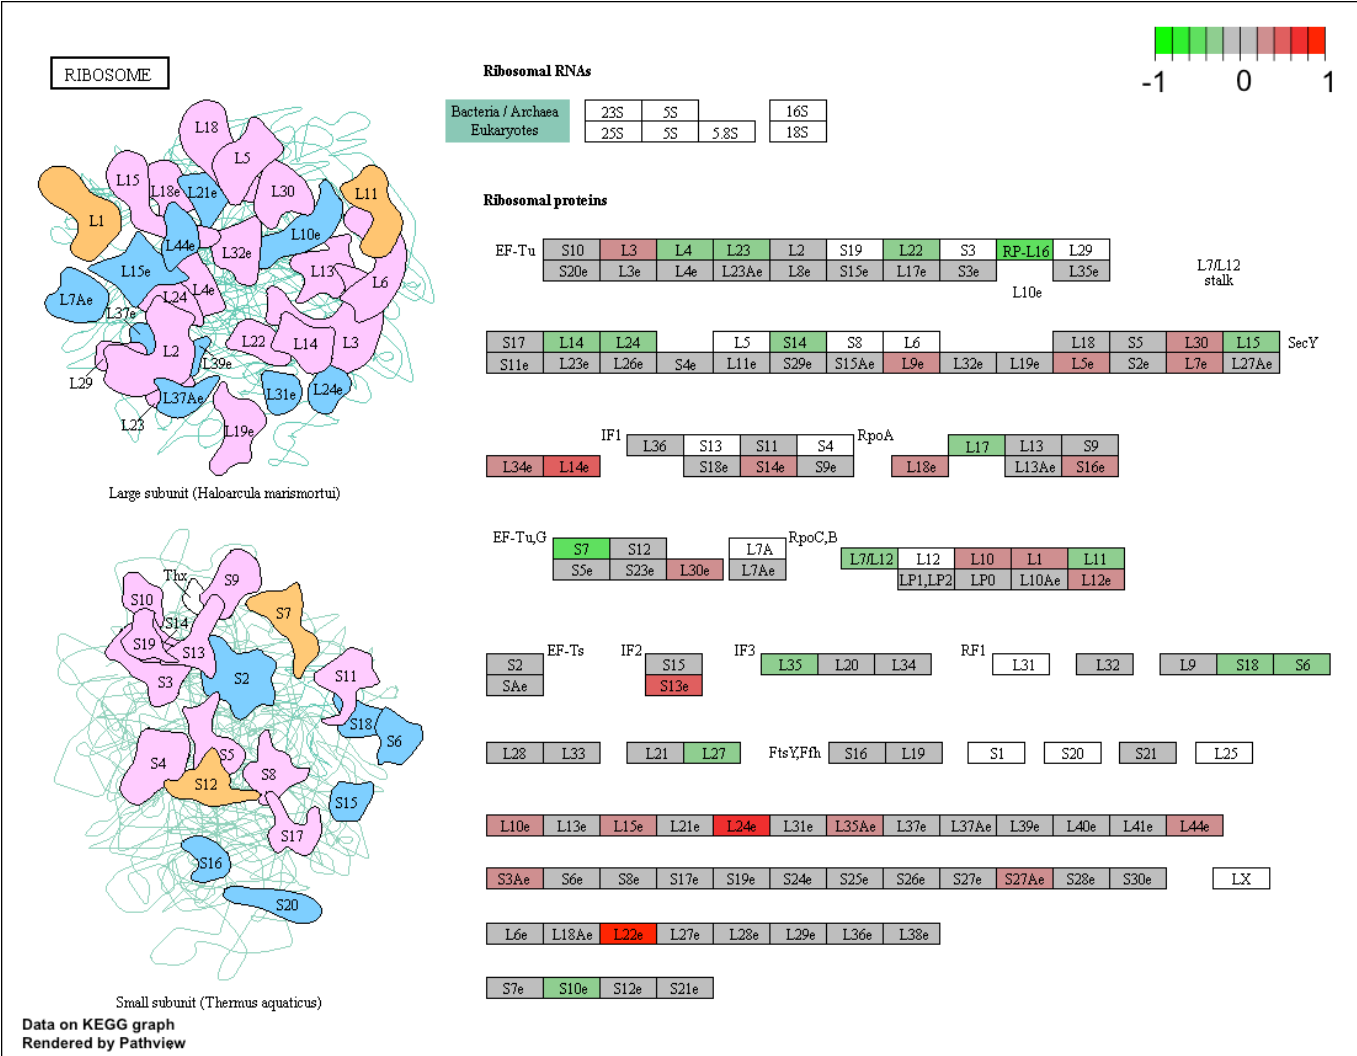 RIBOSOME
-1 0 1
Ribosomal RNAs
Bacteria / Archaea 23S 5S 16S
Eukaryotes 25S 5S 5.8S 18S
Ribosomal proteins
EF-Tu S10 L3 L4 L23 L2 S19 L22 S3 RP-L16 L29
S20e L3e L4e L23Ae L8e S15e L17e S3e L35e
L10e
L7/L12
stalk
S17 L14 L24 L5 S14 S8 L6 L18 S5 L30 L15 SecY
S11e L23e L26e S4e L11e S29e S15Ae L9e L32e L19e L5e S2e L7e L27Ae
IF1 L36 S13 S11 S4 RpoA L17 L13 S9
L34e L14e S18e S14e S9e L18e L13Ae S16e
EF-Tu,G S7 S12 L7A RpoC,B L7/L12 L12 L10 L1 L11
S5e S23e L30e L7Ae LP1,LP2 LP0 L10Ae L12e
S2 EF-Ts IF2 S15 IF3 L35 L20 L34 RF1 L31 L32 L9 S18 S6
SAe S13e
L28 L33 L21 L27 FtsY,Ffh S16 L19 S1 S20 S21 L25
L10e L13e L15e L21e L24e L31e L35Ae L37e L37Ae L39e L40e L41e L44e
S3Ae S6e S8e S17e S19e S24e S25e S26e S27e S27Ae S28e S30e LX
L6e L18Ae L22e L27e L28e L29e L36e L38e
S7e S10e S12e S21e
L18
L5
L15 L18e L21e L30 L11
L1
L44e L32e L10e
L15e L13
L7Ae L24 L4e L6
L37e
L2 L22 L14 L3
L39e
L29
L37Ae L31e L24e
L23
L19e
Large subunit (Haloarcula marismortui)
Thx S9
S10 S7
S14
S19 S13
S3 S2 S11
S18
S6
S4 S5 S8
S12
S15
S17
S16
S20
Small subunit (Thermus aquaticus)
Data on KEGG graph
Rendered by Pathview